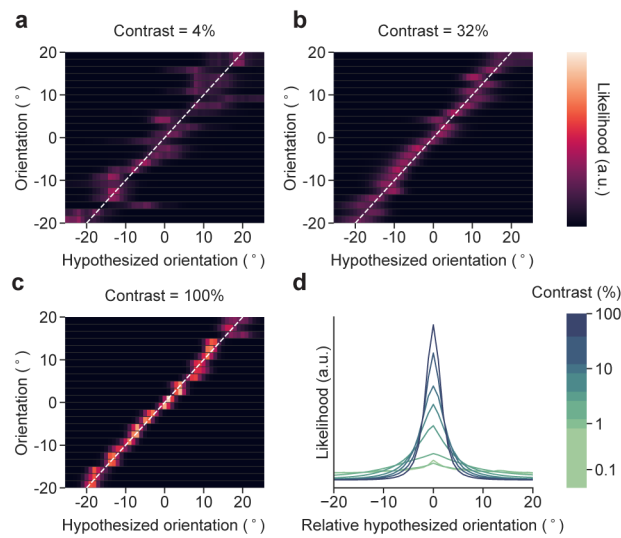 a
Contrast = 4%
20
10
0
-10
-20
Orientation (°)
-20 -10 0 10 20
Hypothesized orientation (°)
b
Contrast = 32%
20
10
0
-10
-20
Orientation (°)
-20 -10 0 10 20
Hypothesized orientation (°)
Likelihood (a.u.)
c
Contrast = 100%
20
10
0
-10
-20
Orientation (°)
-20 -10 0 10 20
Hypothesized orientation (°)
d
Likelihood (a.u.)
−20 −10 0 10 20
Relative hypothesized orientation (°)
Contrast (%)
100
10
1
0.1